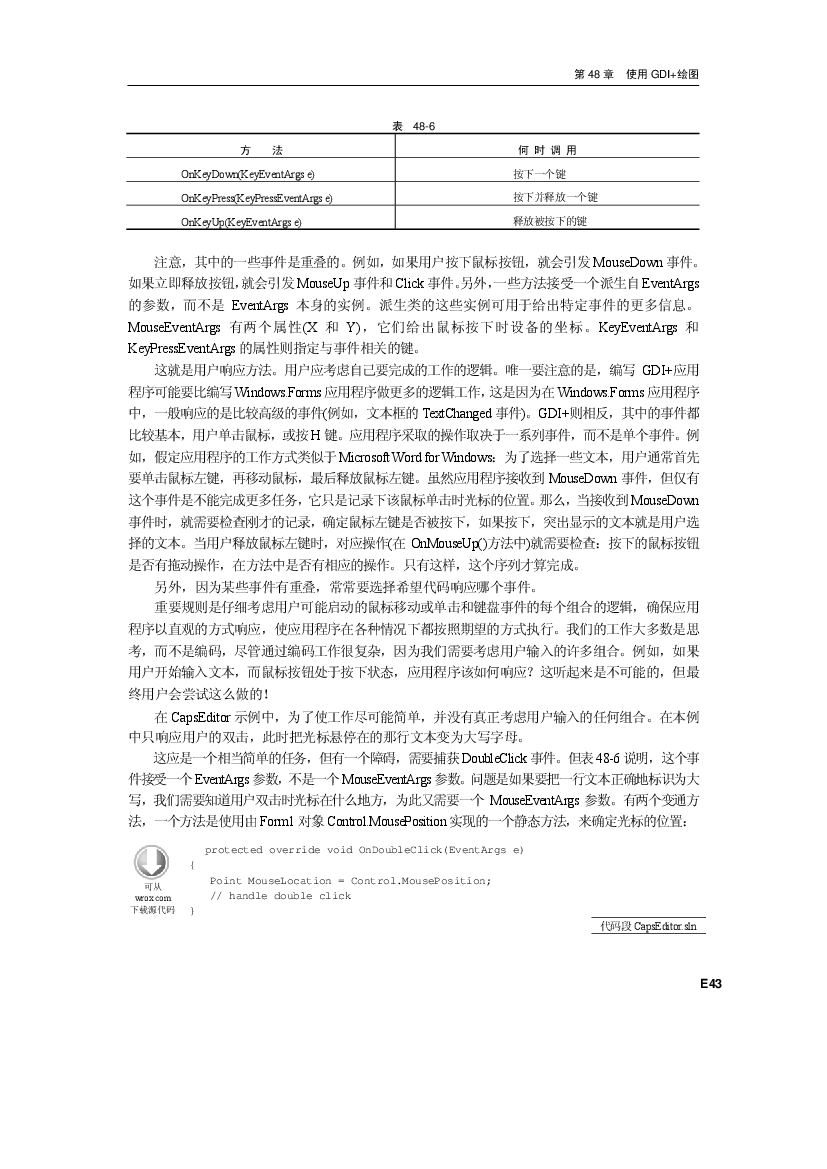 第 48 章 使用 GDI+绘图
表 48-6
方 法 何 时 调 用
OnKeyDown(KeyEventArgs e) 按下一个键
OnKeyPress(KeyPressEventArgs e) 按下并释放一个键
OnKeyUp(KeyEventArgs e) 释放被按下的键
注意，其中的一些事件是重叠的。例如，如果用户按下鼠标按钮，就会引发 MouseDown 事件。
如果立即释放按钮，就会引发 MouseUp 事件和 Click 事件。另外，一些方法接受一个派生自 EventArgs
的参数，而不是 EventArgs 本身的实例。派生类的这些实例可用于给出特定事件的更多信息。
MouseEventArgs 有两个属性(X 和 Y)，它们给出鼠标按下时设备的坐标。KeyEventArgs 和
KeyPressEventArgs 的属性则指定与事件相关的键。
这就是用户响应方法。用户应考虑自己要完成的工作的逻辑。唯一要注意的是，编写 GDI+应用
程序可能要比编写 Windows.Forms 应用程序做更多的逻辑工作，这是因为在 Windows.Forms 应用程序
中，一般响应的是比较高级的事件(例如，文本框的 TextChanged 事件)。GDI+则相反，其中的事件都
比较基本，用户单击鼠标，或按 H 键。应用程序采取的操作取决于一系列事件，而不是单个事件。例
如，假定应用程序的工作方式类似于 Microsoft Word for Windows：为了选择一些文本，用户通常首先
要单击鼠标左键，再移动鼠标，最后释放鼠标左键。虽然应用程序接收到 MouseDown 事件，但仅有
这个事件是不能完成更多任务，它只是记录下该鼠标单击时光标的位置。那么，当接收到 MouseDown
事件时，就需要检查刚才的记录，确定鼠标左键是否被按下，如果按下，突出显示的文本就是用户选
择的文本。当用户释放鼠标左键时，对应操作(在 OnMouseUp()方法中)就需要检查：按下的鼠标按钮
是否有拖动操作，在方法中是否有相应的操作。只有这样，这个序列才算完成。
另外，因为某些事件有重叠，常常要选择希望代码响应哪个事件。
重要规则是仔细考虑用户可能启动的鼠标移动或单击和键盘事件的每个组合的逻辑，确保应用
程序以直观的方式响应，使应用程序在各种情况下都按照期望的方式执行。我们的工作大多数是思
考，而不是编码，尽管通过编码工作很复杂，因为我们需要考虑用户输入的许多组合。例如，如果
用户开始输入文本，而鼠标按钮处于按下状态，应用程序该如何响应？这听起来是不可能的，但最
终用户会尝试这么做的！
在 CapsEditor 示例中，为了使工作尽可能简单，并没有真正考虑用户输入的任何组合。在本例
中只响应用户的双击，此时把光标悬停在的那行文本变为大写字母。
这应是一个相当简单的任务，但有一个障碍，需要捕获 DoubleClick 事件。但表 48-6 说明，这个事
件接受一个 EventArgs 参数，不是一个 MouseEventArgs 参数。问题是如果要把一行文本正确地标识为大
写，我们需要知道用户双击时光标在什么地方，为此又需要一个 MouseEventArgs 参数。有两个变通方
法，一个方法是使用由 Form1 对象 Control.MousePosition 实现的一个静态方法，来确定光标的位置：
protected override void OnDoubleClick(EventArgs e)
{
Point MouseLocation = Control.MousePosition;
// handle double click
}
可从
wrox.com
下载源代码
代码段 CapsEditor.sln
E43